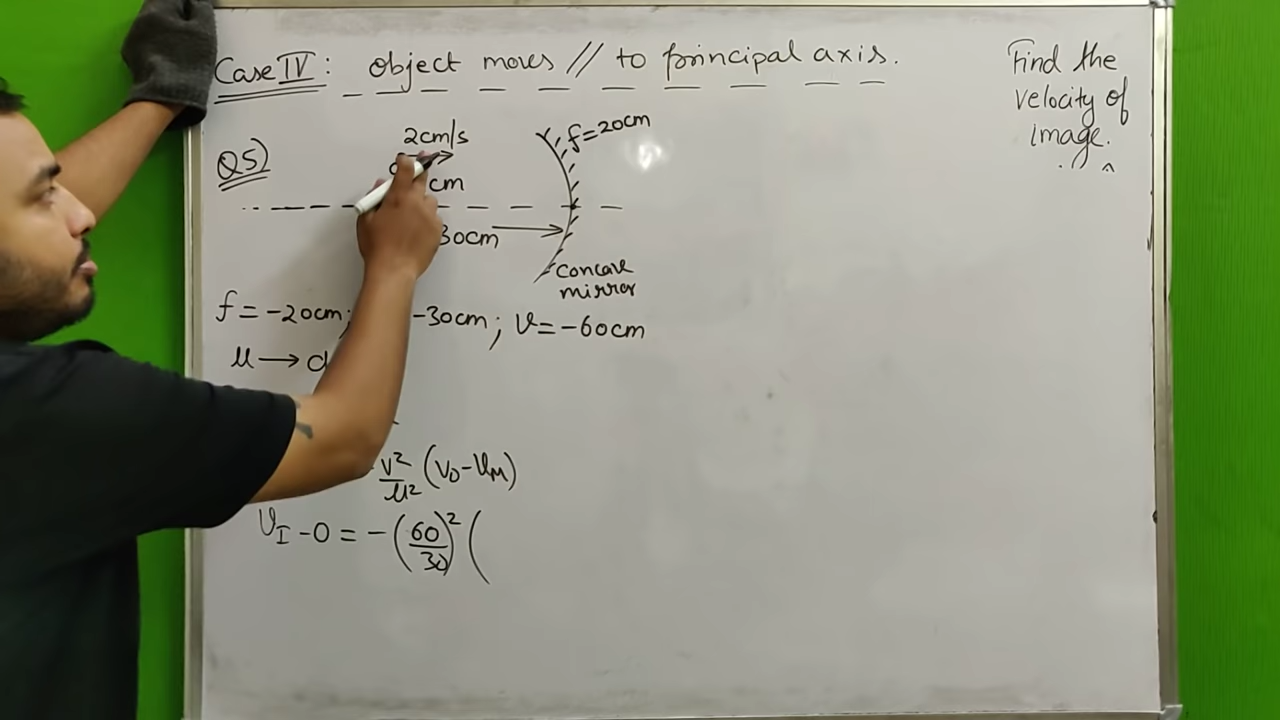 Case IV: object moves // to principal axis.
Find the
velocity of
image.
Q5)
2cm/s
f=20cm
cm
30cm
concave
mirror
f=-20cm; -30cm; v=-60cm
u → d
v²/u² (v₀-v_M)
v_I -0 = -(60/30)² (